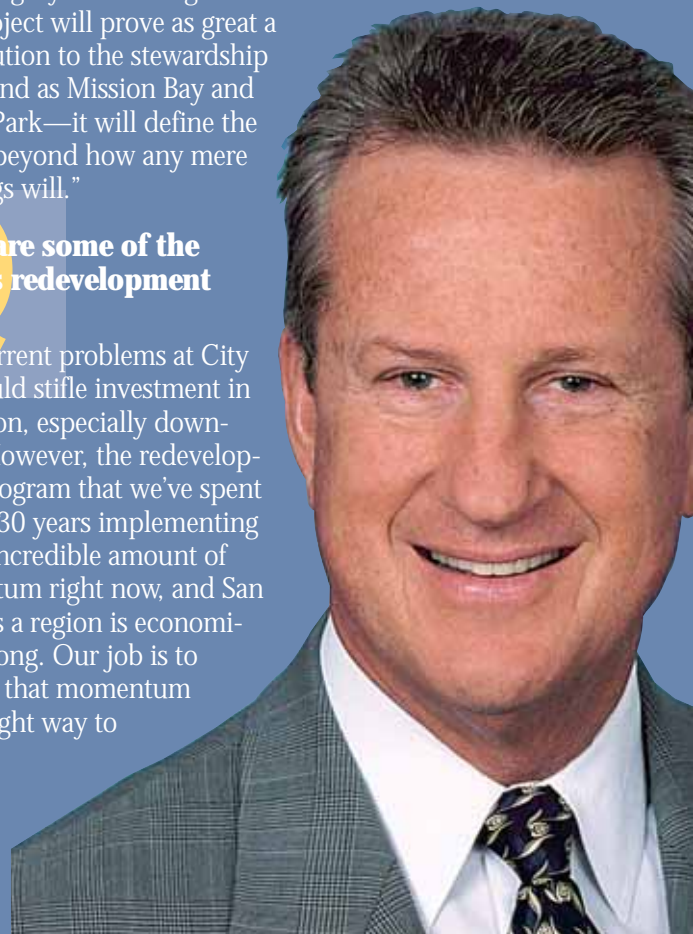 ject will prove as great a
ution to the stewardship
nd as Mission Bay and
Park—it will define the
beyond how any mere
gs will.”
are some of the
s redevelopment
rrent problems at City
uld stifle investment in
on, especially down-
owever, the redevelop-
ogram that we’ve spent
30 years implementing
ncredible amount of
tum right now, and San
s a region is economi-
ong. Our job is to
that momentum
ght way to